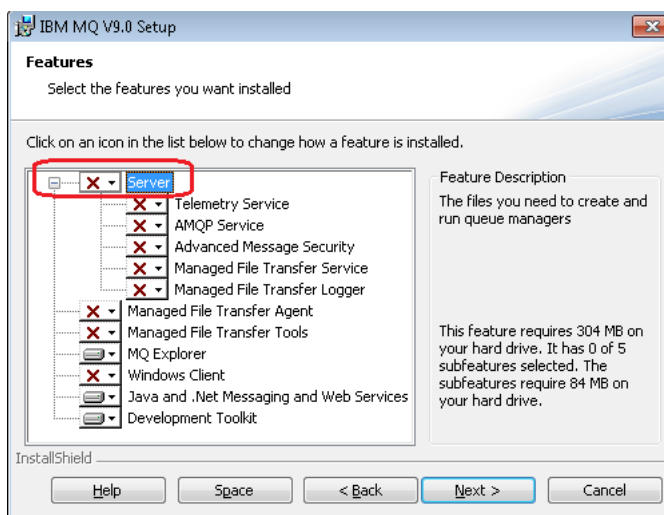 IBM MQ V9.0 Setup
Features
Select the features you want installed
Click on an icon in the list below to change how a feature is installed.
Server
Telemetry Service
AMQP Service
Advanced Message Security
Managed File Transfer Service
Managed File Transfer Logger
Managed File Transfer Agent
Managed File Transfer Tools
MQ Explorer
Windows Client
Java and .Net Messaging and Web Services
Development Toolkit
Feature Description
The files you need to create and
run queue managers
This feature requires 304 MB on
your hard drive. It has 0 of 5
subfeatures selected. The
subfeatures require 84 MB on
your hard drive.
InstallShield
Help
Space
< Back
Next >
Cancel